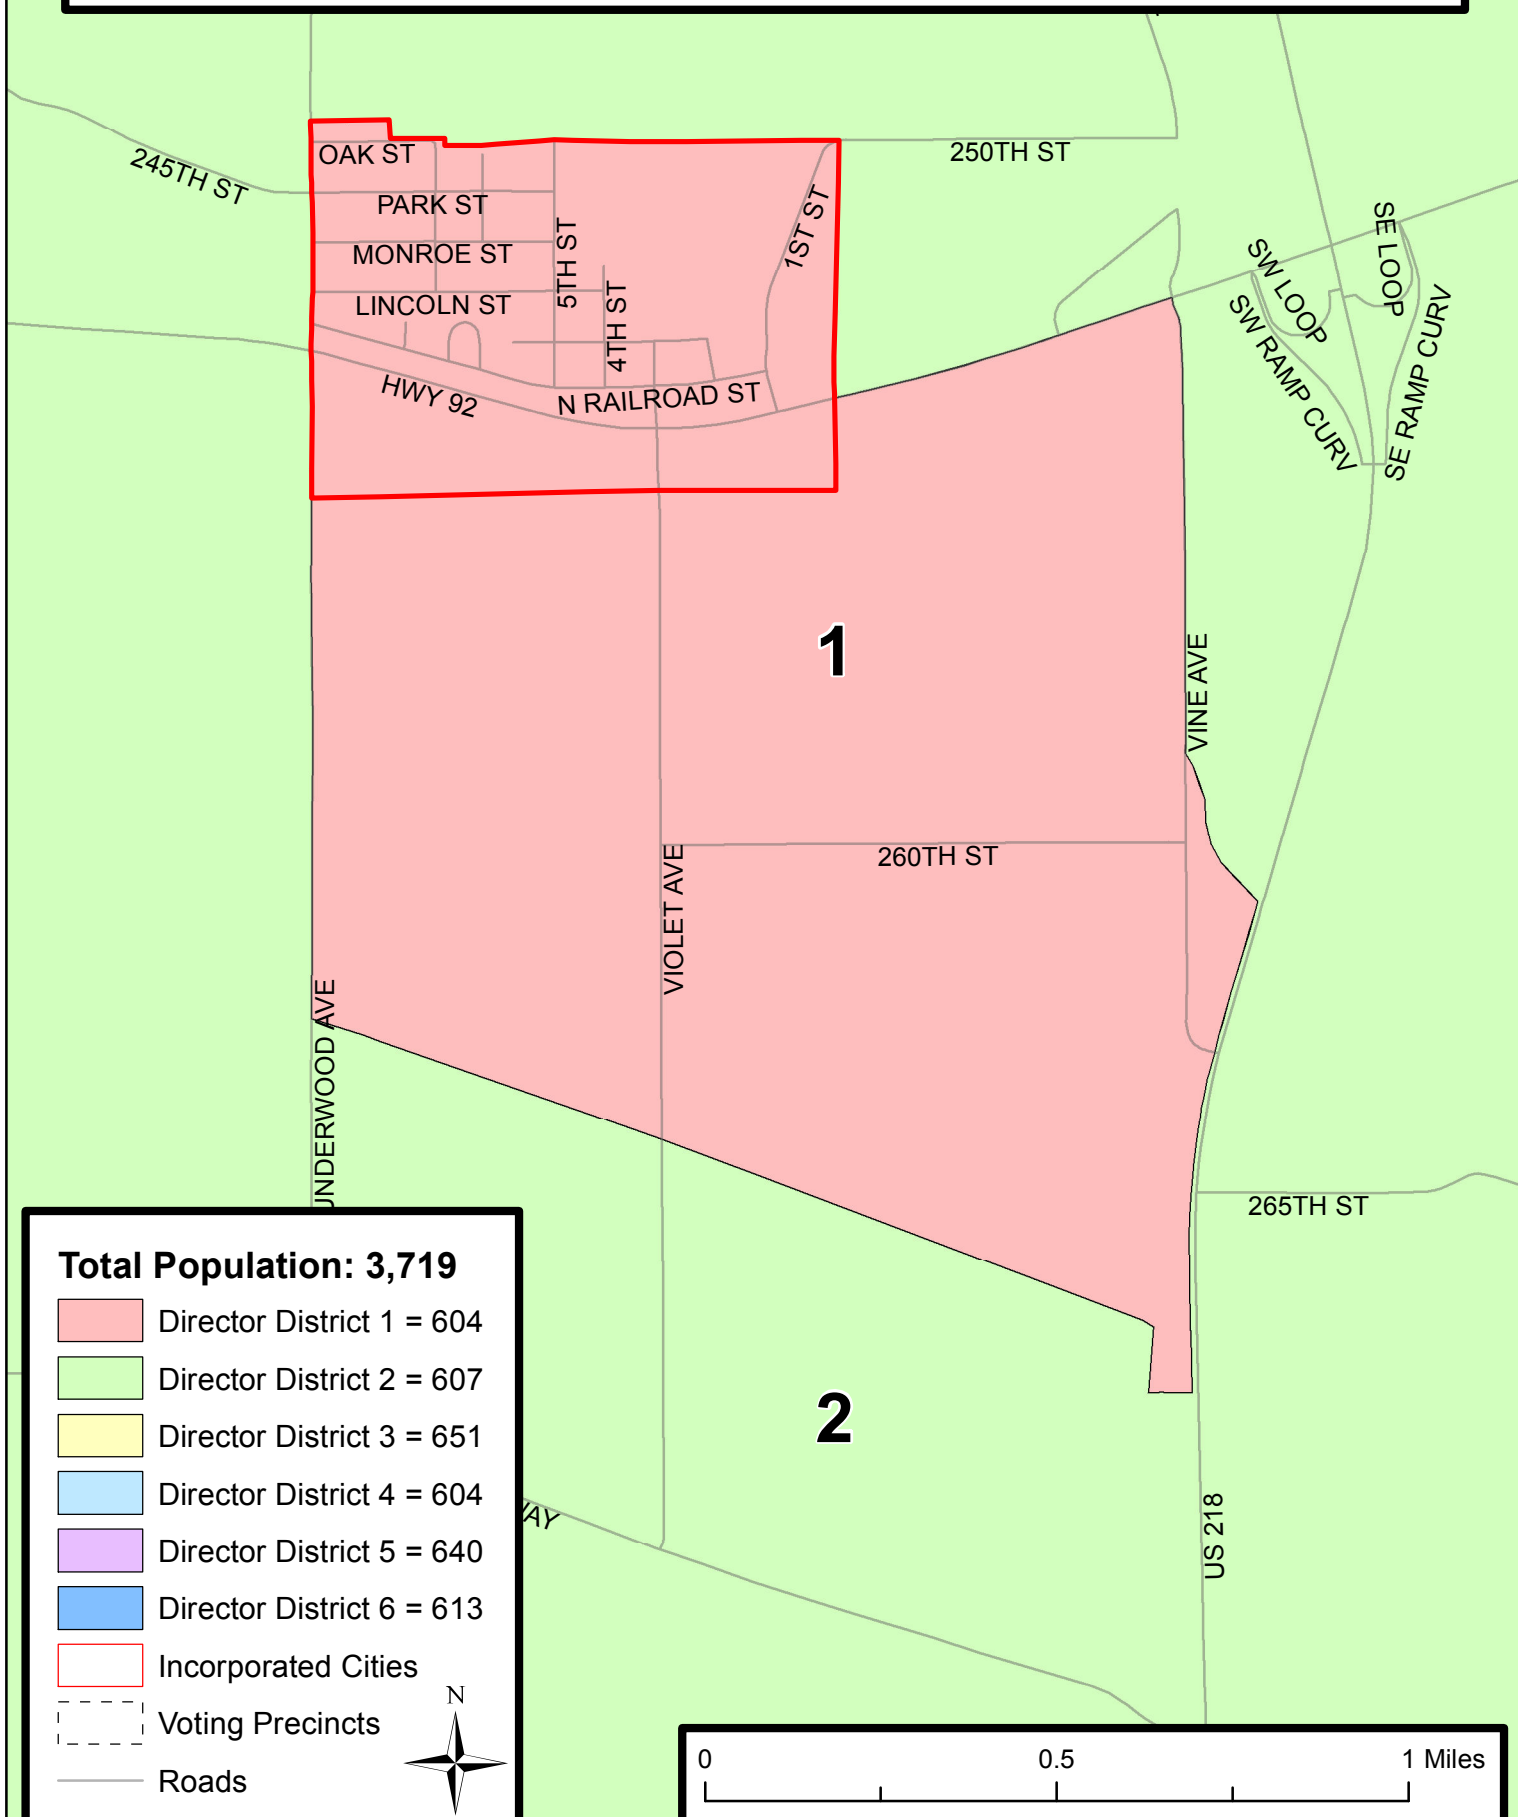 250TH ST
OAK ST
245TH ST
PARK ST
1ST ST
5TH ST
MONROE ST
LINCOLN ST
4TH ST
HWY 92
N RAILROAD ST
SE LOOP
SW LOOP
SW RAMP CURV
SE RAMP CURV
1
VINE AVE
260TH ST
VIOLET AVE
UNDERWOOD AVE
265TH ST
2
US 218
Total Population: 3,719
Director District 1 = 604
Director District 2 = 607
Director District 3 = 651
Director District 4 = 604
Director District 5 = 640
Director District 6 = 613
Incorporated Cities
Voting Precincts
Roads
N
0 0.5 1 Miles